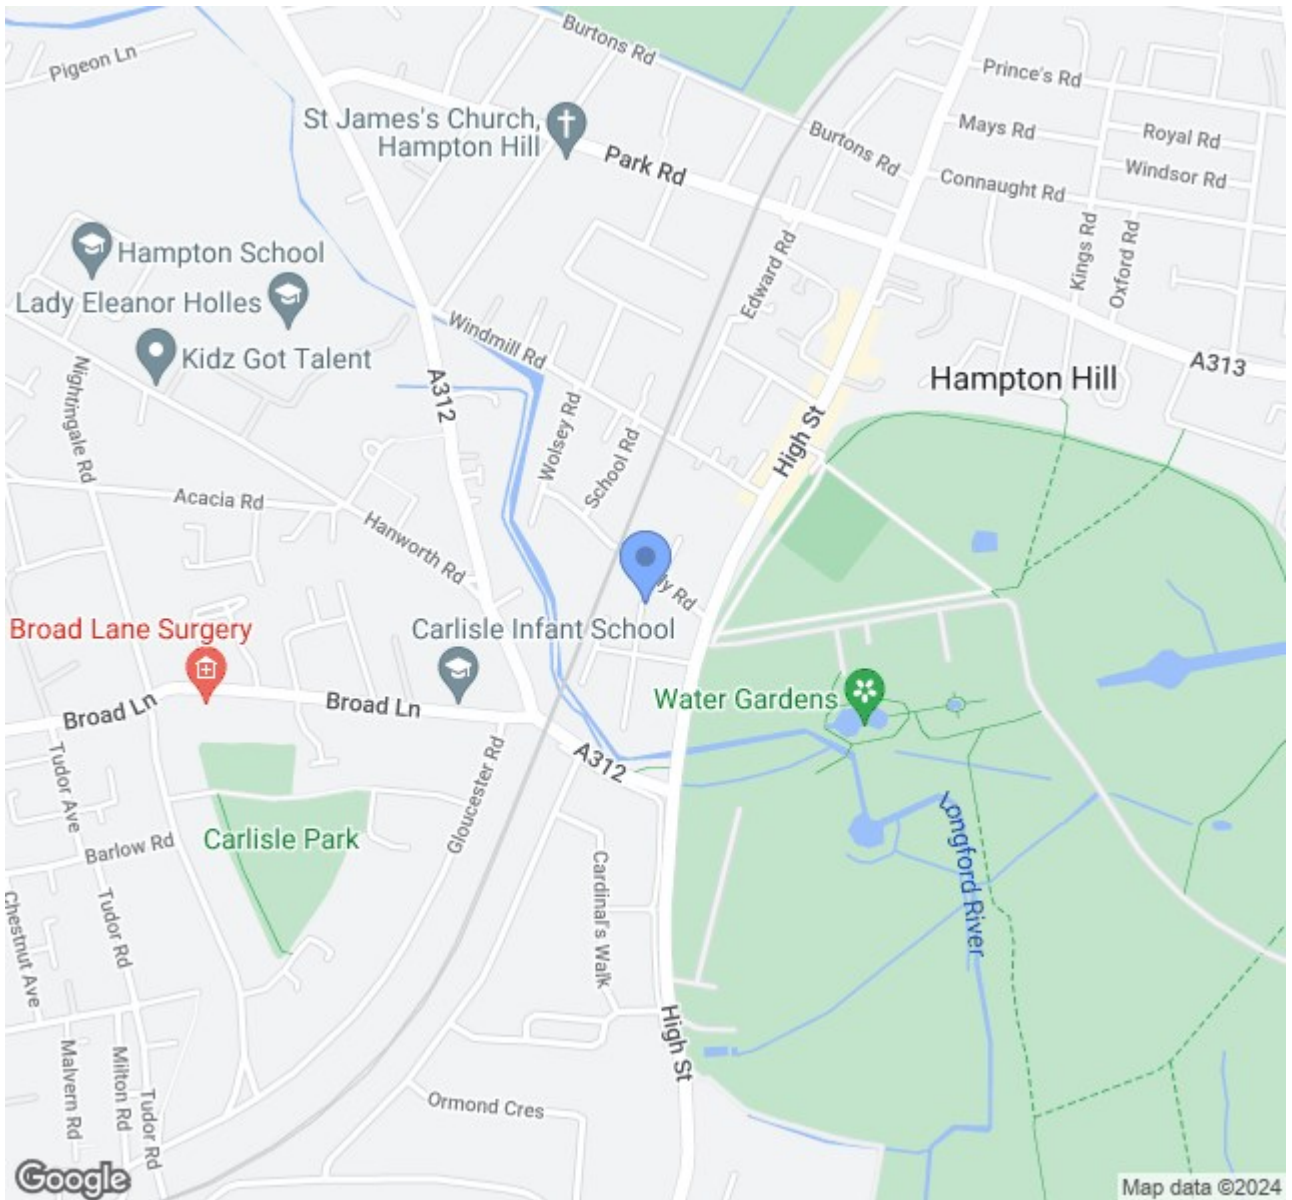 Pigeon Ln
Burtons Rd
Prince's Rd
St James's Church,
Hampton Hill
Park Rd
Burtons Rd
Mays Rd
Royal Rd
Windsor Rd
Connaught Rd
Hampton School
Kings Rd
Oxford Rd
Edward Rd
Lady Eleanor Holles
Windmill Rd
Kidz Got Talent
A312
A313
Hampton Hill
Nightingale Rd
Wolsey Rd
School Rd
High St
Acacia Rd
Hanworth Rd
Rd
Broad Lane Surgery
Carlisle Infant School
Broad Ln
Broad Ln
Water Gardens
A312
Tudor Ave
Gloucester Rd
Carlisle Park
Barlow Rd
Longford River
Cardinal's Walk
Chestnut Ave
Tudor Rd
High St
Malvern Rd
Milton Rd
Tudor Rd
Ormond Cres
Google
Map data ©2024